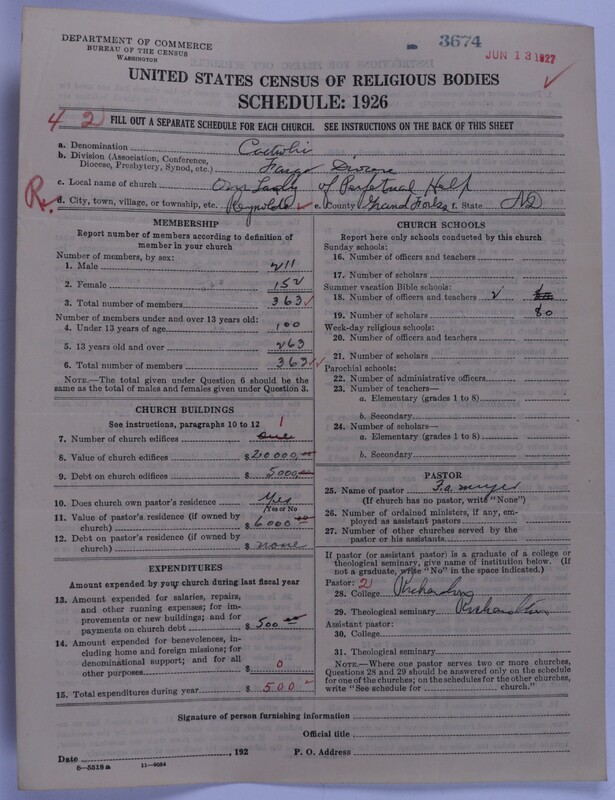 DEPARTMENT OF COMMERCE
BUREAU OF THE CENSUS
WASHINGTON
3674
JUN 13 1927
UNITED STATES CENSUS OF RELIGIOUS BODIES
SCHEDULE: 1926
4 2
FILL OUT A SEPARATE SCHEDULE FOR EACH CHURCH. SEE INSTRUCTIONS ON THE BACK OF THIS SHEET
a. Denomination Catholic
b. Division (Association, Conference, Diocese, Presbytery, Synod, etc.) Fargo Diocese
c. Local name of church Our Lady of Perpetual Help
R. d. City, town, village, or township, etc. Reynolds e. County Grand Forks f. State ND
MEMBERSHIP
Report number of members according to definition of member in your church
Number of members, by sex:
1. Male 211
2. Female 152
3. Total number of members 363
Number of members under and over 13 years old:
4. Under 13 years of age 100
5. 13 years old and over 263
6. Total number of members 363
NOTE.—The total given under Question 6 should be the same as the total of males and females given under Question 3.
CHURCH BUILDINGS
See instructions, paragraphs 10 to 12
7. Number of church edifices one 1
8. Value of church edifices $20000.00
9. Debt on church edifices $5000.00
10. Does church own pastor's residence Yes
Yes or No
11. Value of pastor's residence (if owned by church) $6000.00
12. Debt on pastor's residence (if owned by church) $none
EXPENDITURES
Amount expended by your church during last fiscal year
13. Amount expended for salaries, repairs, and other running expenses; for improvements or new buildings; and for payments on church debt $500.00
14. Amount expended for benevolences, including home and foreign missions; for denominational support; and for all other purposes $0
15. Total expenditures during year $500
CHURCH SCHOOLS
Report here only schools conducted by this church
Sunday schools:
16. Number of officers and teachers
17. Number of scholars
Summer vacation Bible schools:
18. Number of officers and teachers 2
19. Number of scholars 80
Week-day religious schools:
20. Number of officers and teachers
21. Number of scholars
Parochial schools:
22. Number of administrative officers
23. Number of teachers—
a. Elementary (grades 1 to 8)
b. Secondary
24. Number of scholars—
a. Elementary (grades 1 to 8)
b. Secondary
PASTOR
25. Name of pastor
(If church has no pastor, write "None")
26. Number of ordained ministers, if any, employed as assistant pastors
27. Number of other churches served by the pastor or his assistants
If pastor (or assistant pastor) is a graduate of a college or theological seminary, give name of institution below. (If not a graduate, write "No" in the space indicated.)
Pastor: 2
28. College Richardton
29. Theological seminary Richardton
Assistant pastor:
30. College
31. Theological seminary
NOTE.—Where one pastor serves two or more churches, Questions 28 and 29 should be answered only on the schedule for one of the churches; on the schedules for the other churches, write "See schedule for church."
Signature of person furnishing information
Official title
Date , 192 P. O. Address
6—5518a 11—9084